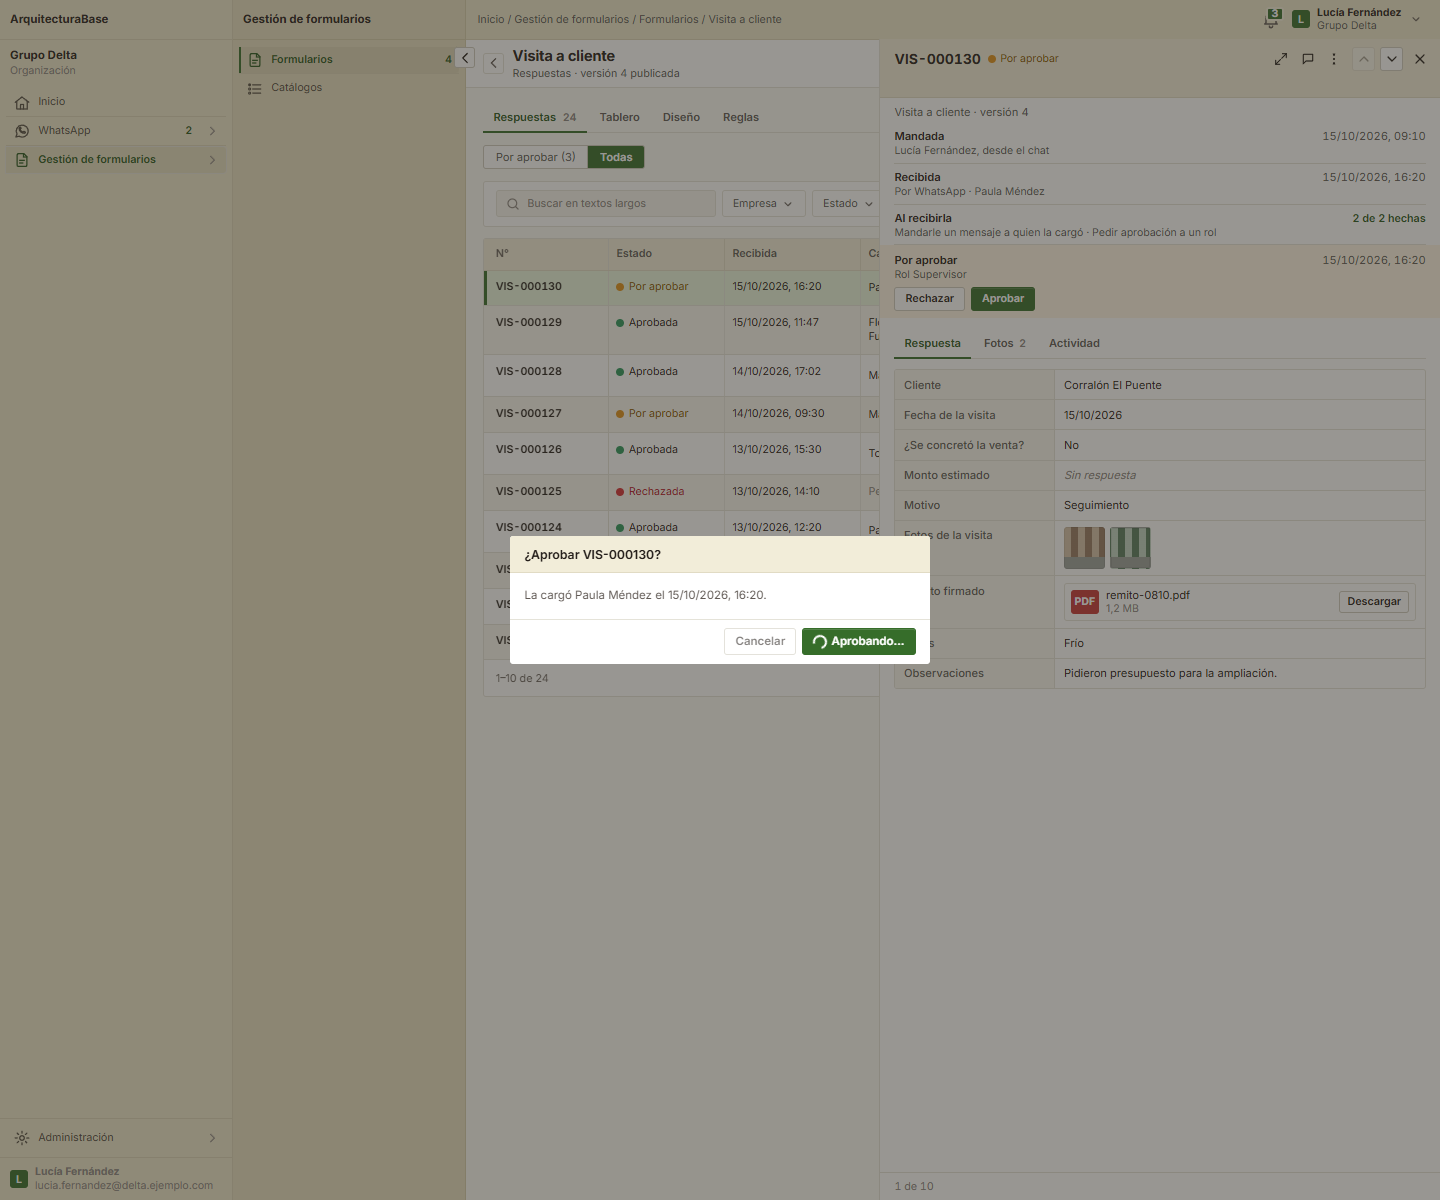 ArquitecturaBase
Grupo Delta
Organización
Inicio
WhatsApp 2
Gestión de formularios
Administración
L
Lucía Fernández
lucia.fernandez@delta.ejemplo.com
Gestión de formularios
Formularios 4
Catálogos
Inicio / Gestión de formularios / Formularios / Visita a cliente
3
L
Lucía Fernández
Grupo Delta
Visita a cliente
Respuestas · versión 4 publicada
Respuestas 24 Tablero Diseño Reglas
Por aprobar (3) Todas
Buscar en textos largos Empresa Estado
N° Estado Recibida
VIS-000130 Por aprobar 15/10/2026, 16:20
VIS-000129 Aprobada 15/10/2026, 11:47
VIS-000128 Aprobada 14/10/2026, 17:02
VIS-000127 Por aprobar 14/10/2026, 09:30
VIS-000126 Aprobada 13/10/2026, 15:30
VIS-000125 Rechazada 13/10/2026, 14:10
VIS-000124 Aprobada 13/10/2026, 12:20
1–10 de 24
¿Aprobar VIS-000130?
La cargó Paula Méndez el 15/10/2026, 16:20.
Cancelar Aprobando...
VIS-000130 Por aprobar
Visita a cliente · versión 4
Mandada 15/10/2026, 09:10
Lucía Fernández, desde el chat
Recibida 15/10/2026, 16:20
Por WhatsApp · Paula Méndez
Al recibirla 2 de 2 hechas
Mandarle un mensaje a quien la cargó · Pedir aprobación a un rol
Por aprobar 15/10/2026, 16:20
Rol Supervisor
Rechazar Aprobar
Respuesta Fotos 2 Actividad
Cliente Corralón El Puente
Fecha de la visita 15/10/2026
¿Se concretó la venta? No
Monto estimado Sin respuesta
Motivo Seguimiento
Fotos de la visita
firmado
PDF
remito-0810.pdf
1,2 MB
Descargar
Frío
Observaciones Pidieron presupuesto para la ampliación.
1 de 10